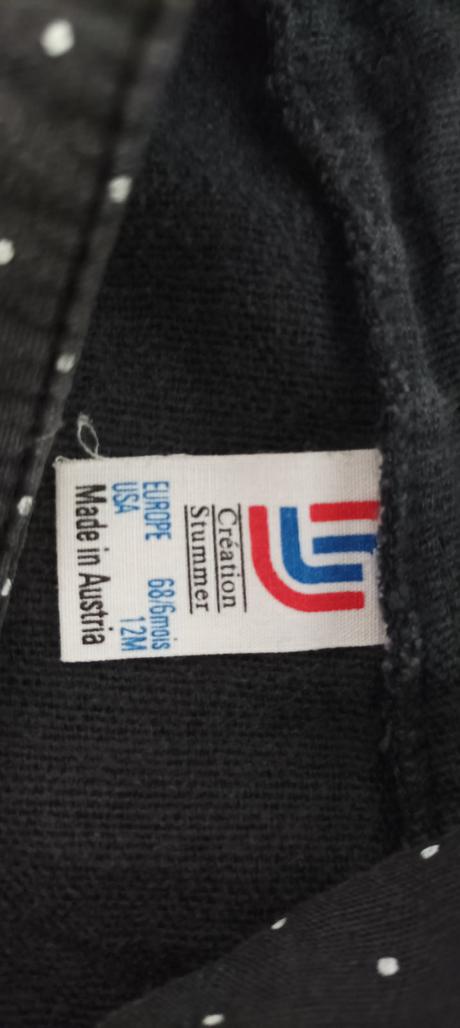 Création
Stummer
EUROPE 68/6mois
USA 12M
Made in Austria